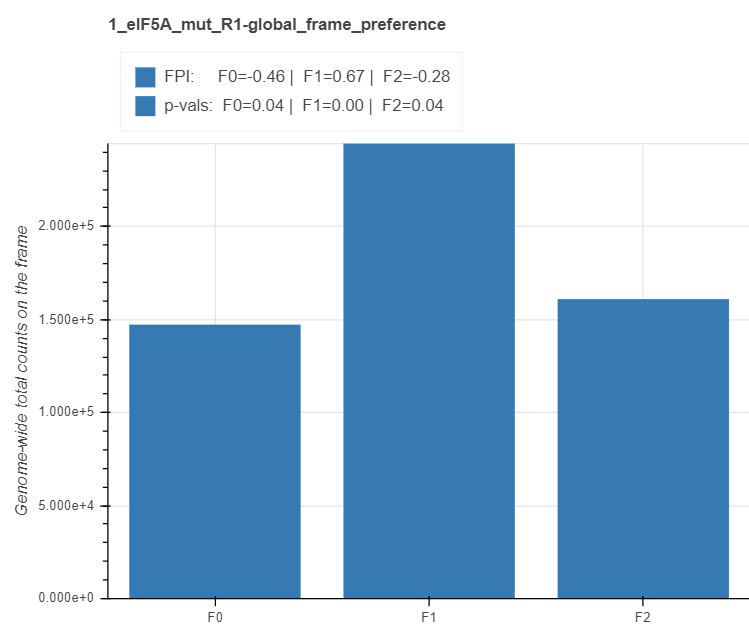 1_eIF5A_mut_R1-global_frame_preference
FPI: F0=-0.46 | F1=0.67 | F2=-0.28
p-vals: F0=0.04 | F1=0.00 | F2=0.04
Genome-wide total counts on the frame
2.000e+5
1.500e+5
1.000e+5
5.000e+4
0.000e+0
F0 F1 F2